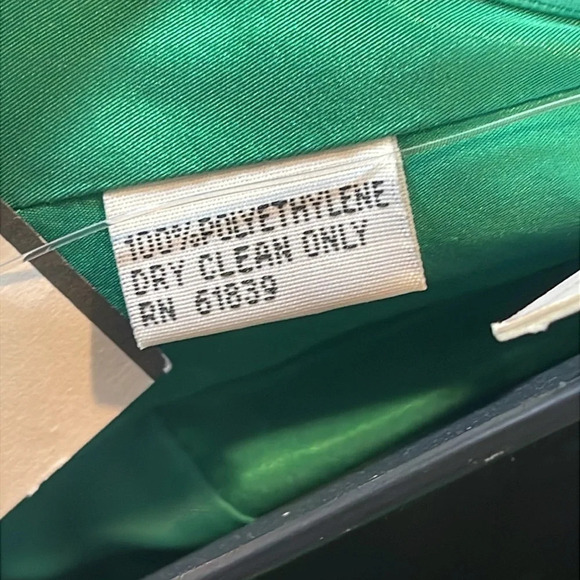 100%POLYETHYLENE
DRY CLEAN ONLY
RN 61839